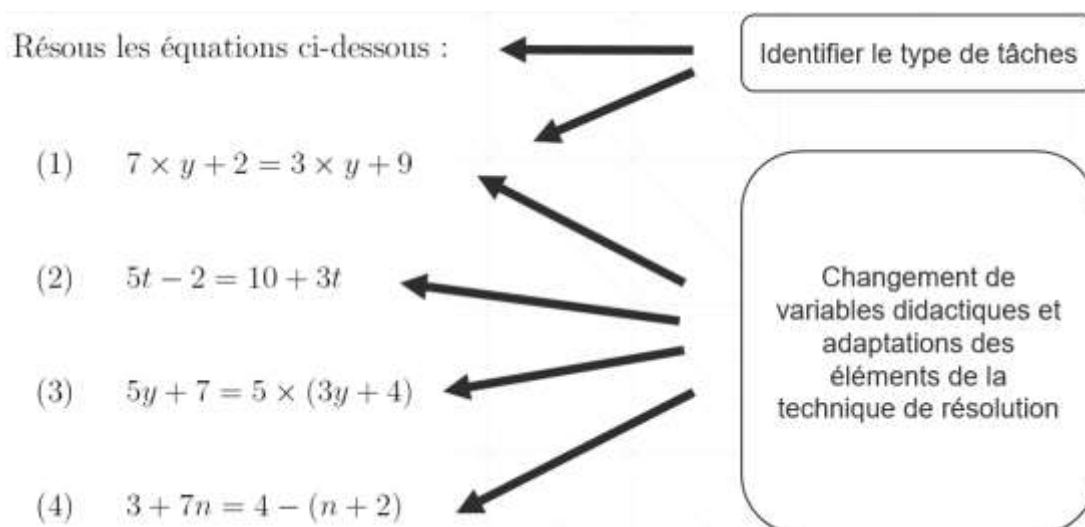 Résous les équations ci-dessous :
Identifier le type de tâches
(1) 7 × y + 2 = 3 × y + 9
(2) 5t − 2 = 10 + 3t
(3) 5y + 7 = 5 × (3y + 4)
(4) 3 + 7n = 4 − (n + 2)
Changement de
variables didactiques et
adaptations des
éléments de la
technique de résolution